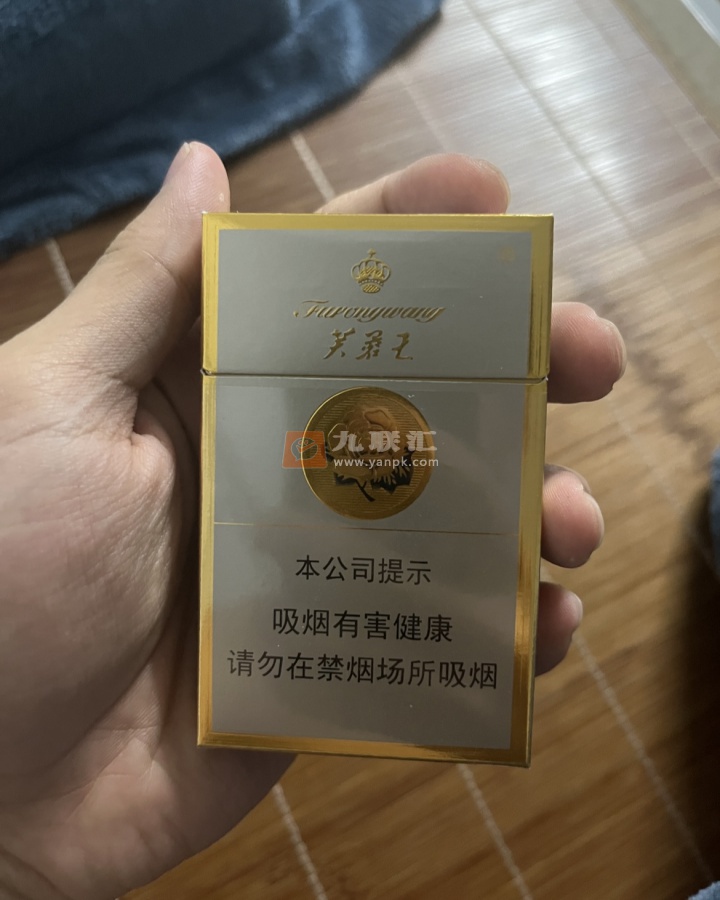 Furongwang
芙蓉王
九联汇
www.yanpk.com
本公司提示
吸烟有害健康
请勿在禁烟场所吸烟